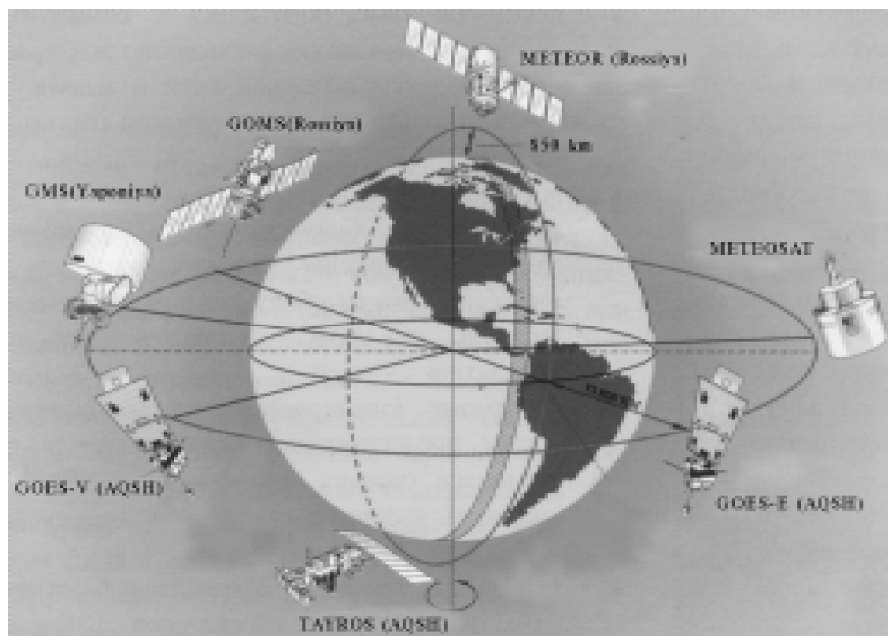 METEOR (Rossiya)
GOMS(Rossiya)
850 km
GMS(Yaponiya)
METEOSAT
GOES-V (AQSH)
GOES-E (AQSH)
TAYROS (AQSH)